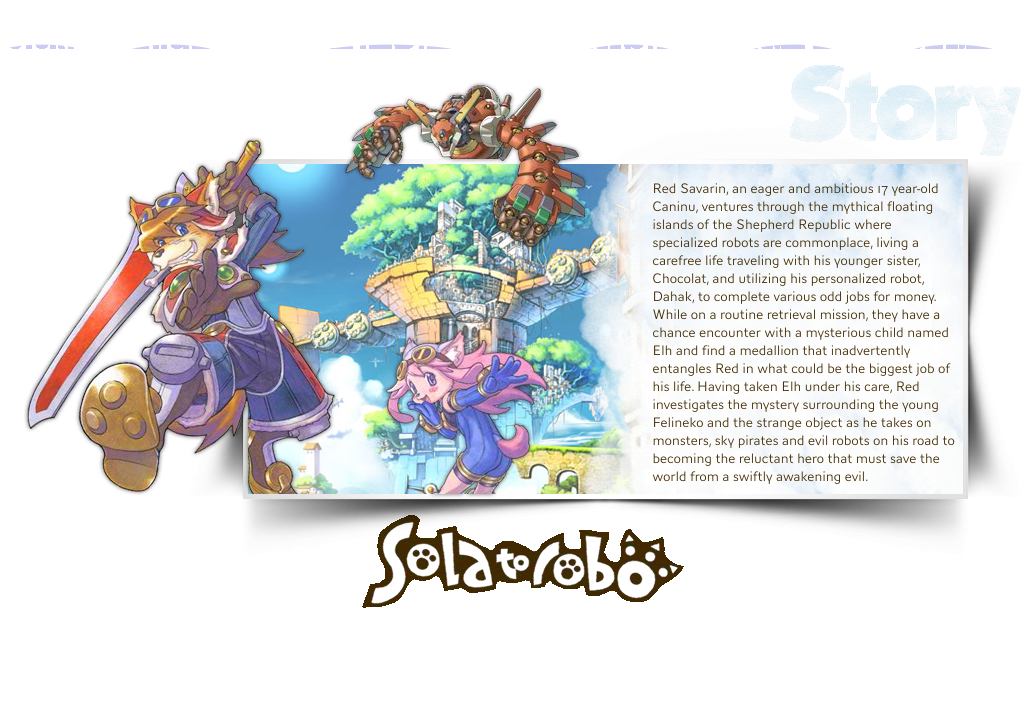 Story
Red Savarin, an eager and ambitious 17 year-old
Caninu, ventures through the mythical floating
islands of the Shepherd Republic where
specialized robots are commonplace, living a
carefree life traveling with his younger sister,
Chocolat, and utilizing his personalized robot,
Dahak, to complete various odd jobs for money.
While on a routine retrieval mission, they have a
chance encounter with a mysterious child named
Elh and find a medallion that inadvertently
entangles Red in what could be the biggest job of
his life. Having taken Elh under his care, Red
investigates the mystery surrounding the young
Felineko and the strange object as he takes on
monsters, sky pirates and evil robots on his road to
becoming the reluctant hero that must save the
world from a swiftly awakening evil.
Solatorobo